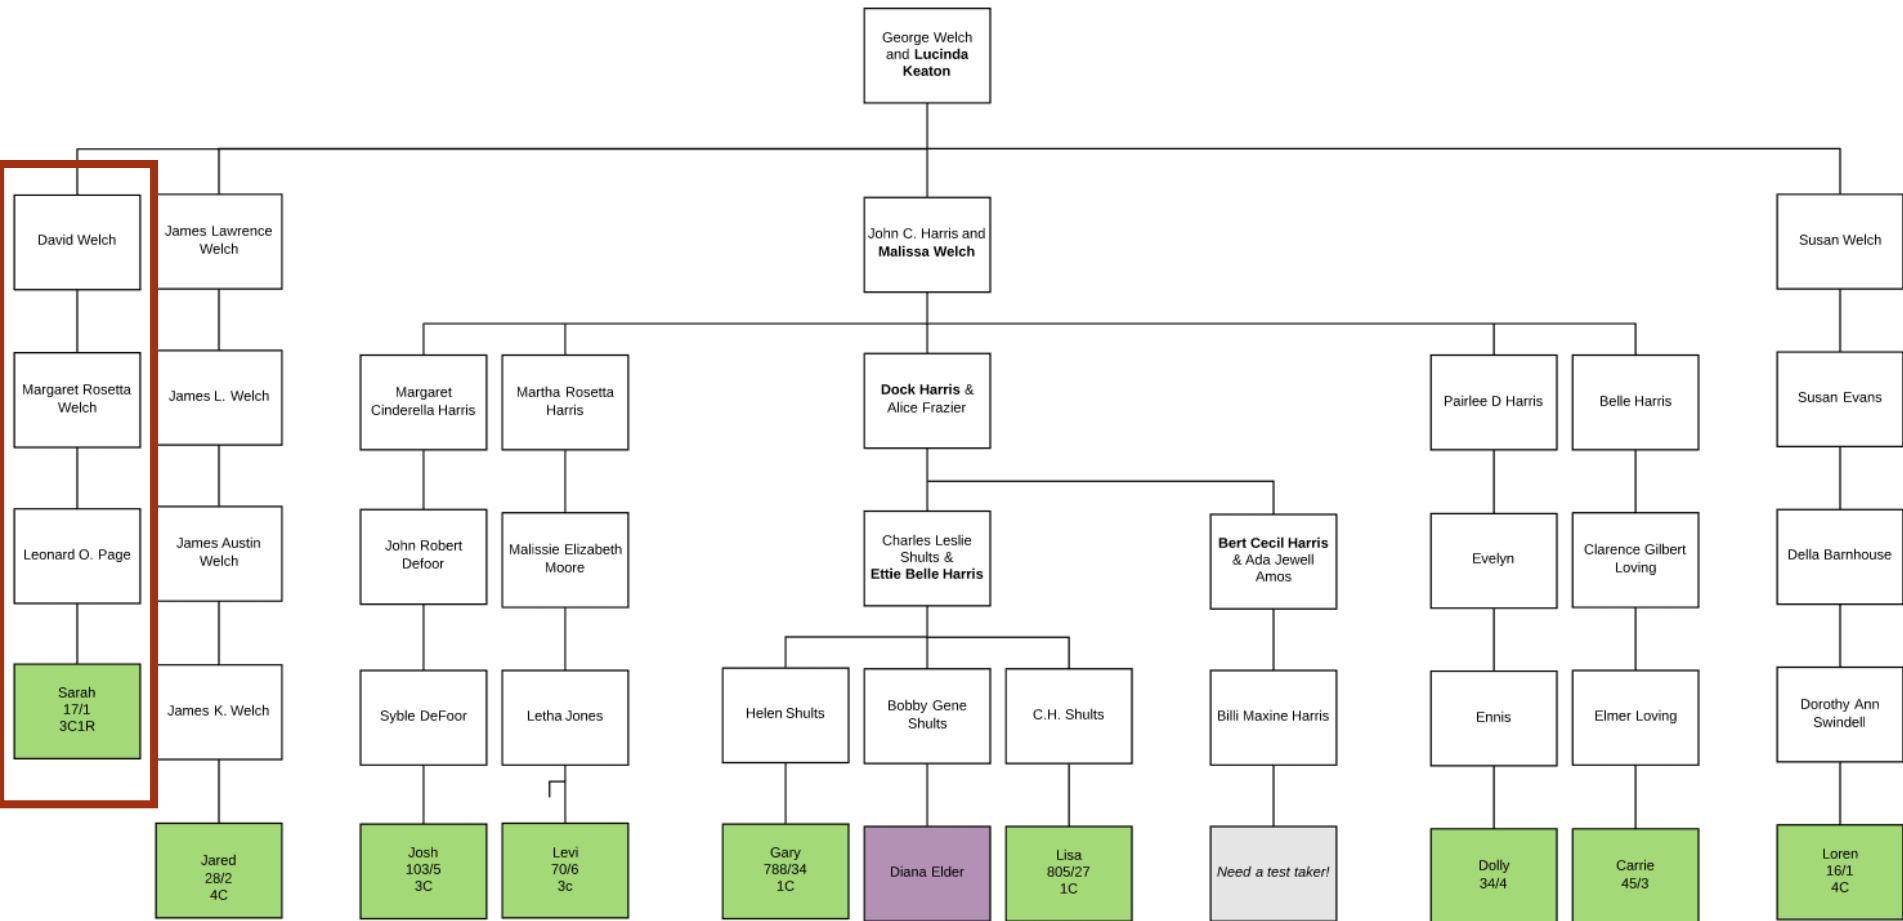 George Welch
and Lucinda
Keaton
David Welch
James Lawrence
Welch
John C. Harris and
Malissa Welch
Susan Welch
Margaret Rosetta
Welch
James L. Welch
Margaret
Cinderella Harris
Martha Rosetta
Harris
Dock Harris &
Alice Frazier
Pairlee D Harris
Belle Harris
Susan Evans
Leonard O. Page
James Austin
Welch
John Robert
Defoor
Malissie Elizabeth
Moore
Charles Leslie
Shults &
Ettie Belle Harris
Bert Cecil Harris
& Ada Jewell
Amos
Evelyn
Clarence Gilbert
Loving
Della Barnhouse
Sarah
17/1
3C1R
James K. Welch
Syble DeFoor
Letha Jones
Helen Shults
Bobby Gene
Shults
C.H. Shults
Billi Maxine Harris
Ennis
Elmer Loving
Dorothy Ann
Swindell
Jared
28/2
4C
Josh
103/5
3C
Levi
70/6
3c
Gary
788/34
1C
Diana Elder
Lisa
805/27
1C
Need a test taker!
Dolly
34/4
Carrie
45/3
Loren
16/1
4C